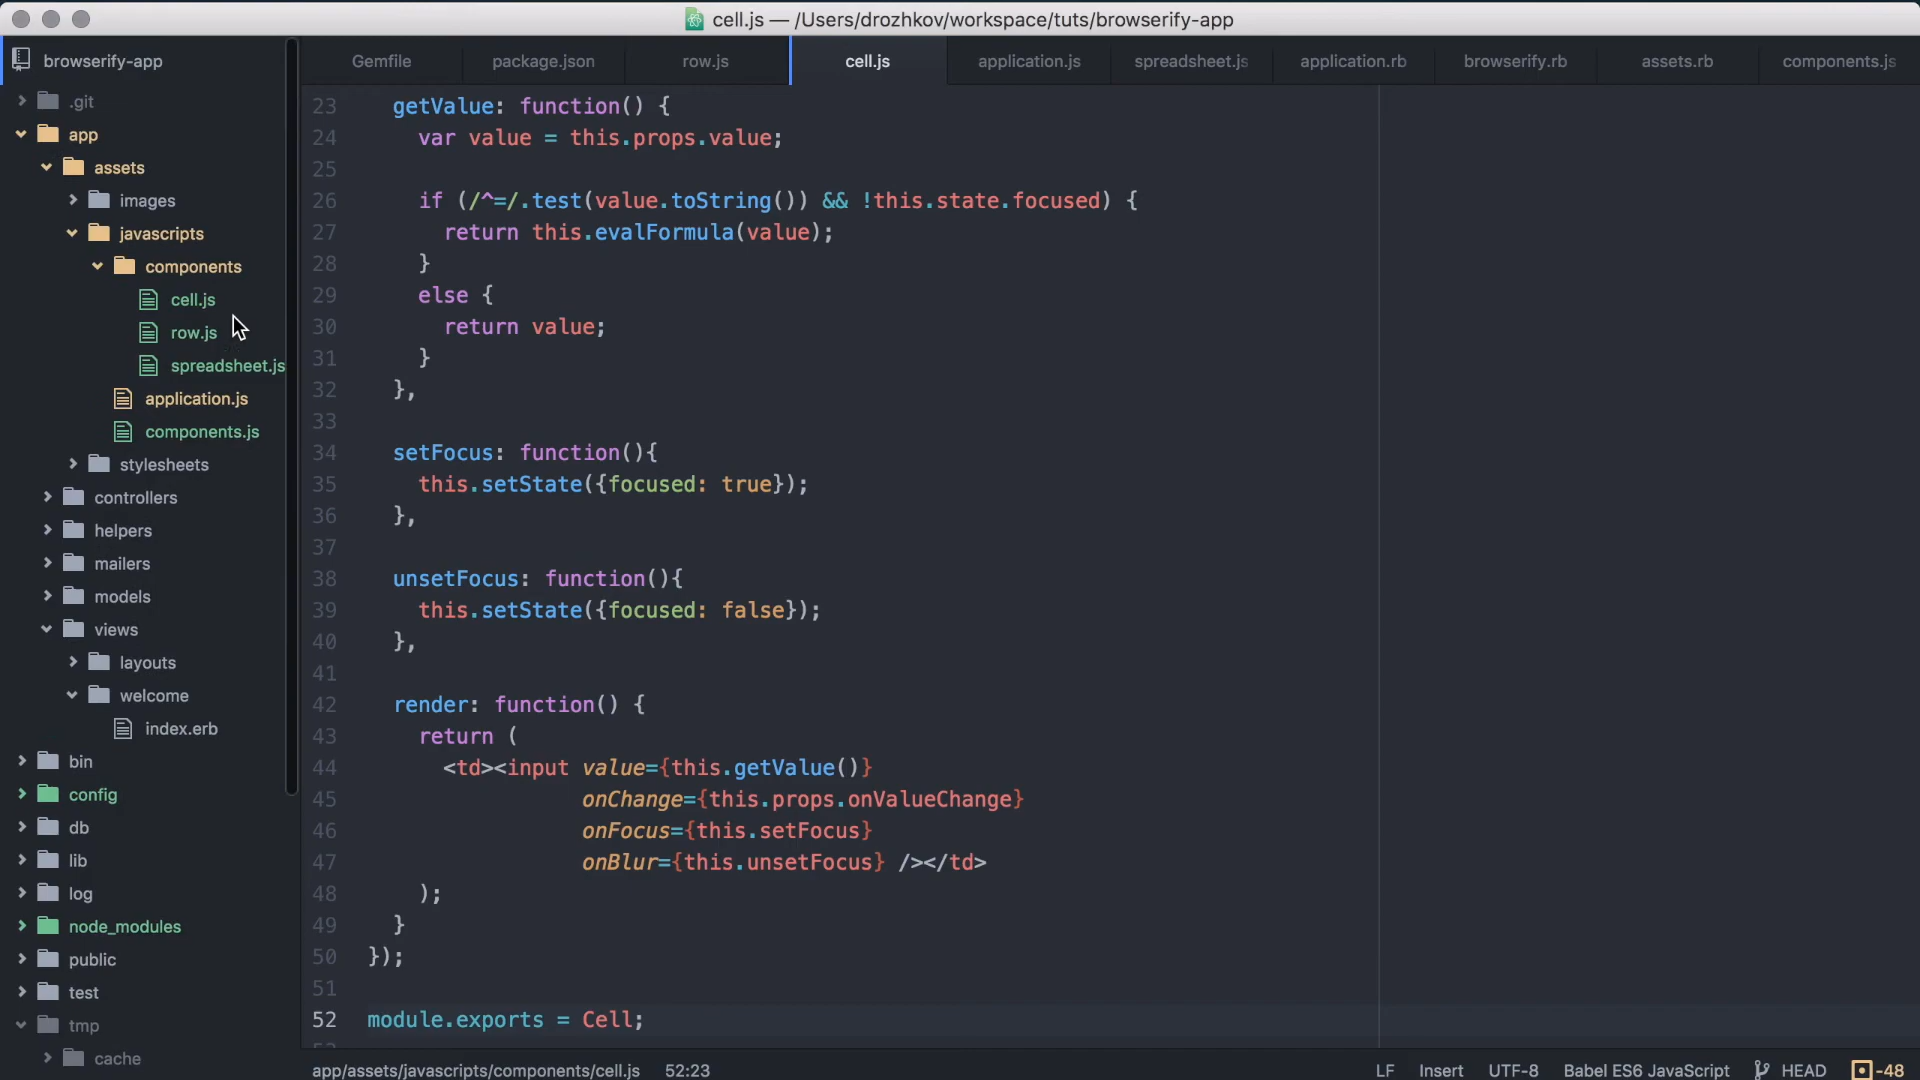 cell.js — /Users/drozhkov/workspace/tuts/browserify-app
browserify-app
Gemfile
package.json
row.js
cell.js
application.js
spreadsheet.js
application.rb
browserify.rb
assets.rb
components.js
.git
app
assets
images
javascripts
components
cell.js
row.js
spreadsheet.js
application.js
components.js
stylesheets
controllers
helpers
mailers
models
views
layouts
welcome
index.erb
bin
config
db
lib
log
node_modules
public
test
tmp
cache
23 getValue: function() {
24 var value = this.props.value;
25
26 if (/^=/.test(value.toString()) && !this.state.focused) {
27 return this.evalFormula(value);
28 }
29 else {
30 return value;
31 }
32 },
33
34 setFocus: function(){
35 this.setState({focused: true});
36 },
37
38 unsetFocus: function(){
39 this.setState({focused: false});
40 },
41
42 render: function() {
43 return (
44 <td><input value={this.getValue()}
45 onChange={this.props.onValueChange}
46 onFocus={this.setFocus}
47 onBlur={this.unsetFocus} /></td>
48 );
49 }
50 });
51
52 module.exports = Cell;
app/assets/javascripts/components/cell.js 52:23
LF Insert UTF-8 Babel ES6 JavaScript HEAD -48